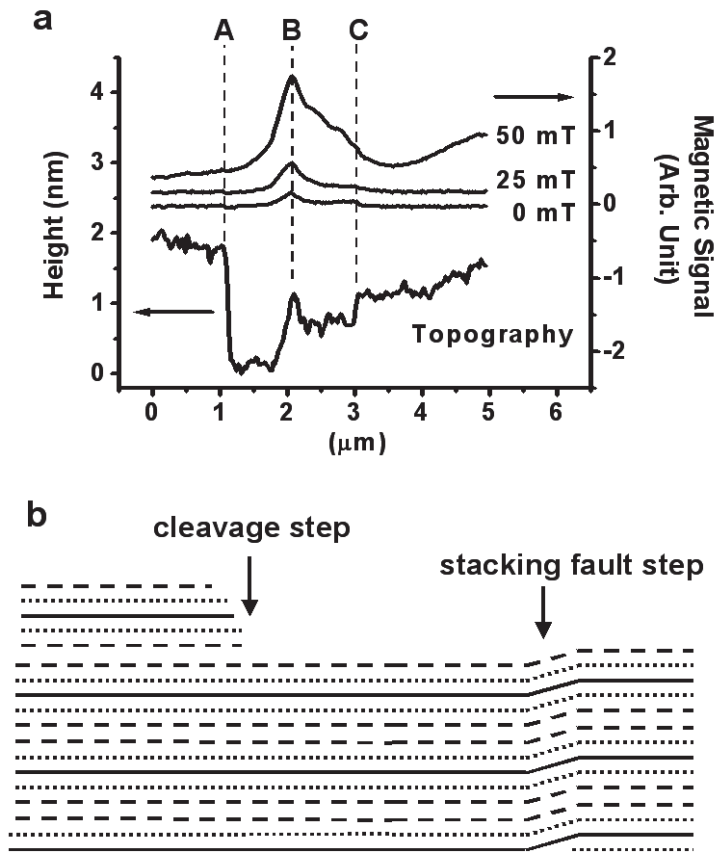 a
A B C
4
3
2
1
0
Height (nm)
2
1
0
-1
-2
Magnetic Signal
(Arb. Unit)
50 mT
25 mT
0 mT
Topography
0 1 2 3 4 5 6
(μm)
b
cleavage step
stacking fault step